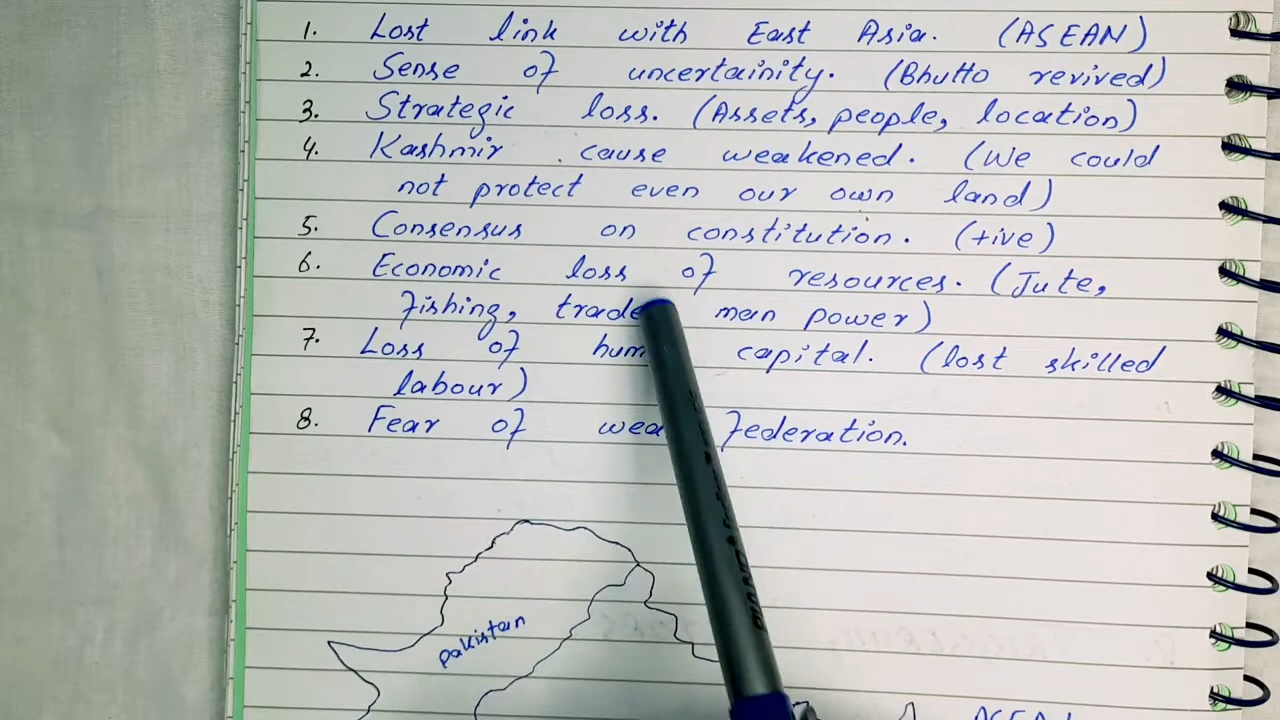 1. Lost link with East Asia. (ASEAN)
2. Sense of uncertainity. (Bhutto revived)
3. Strategic loss. (Assets, people, location)
4. Kashmir cause weakened. (We could
not protect even our own land)
5. Consensus on constitution. (+ive)
6. Economic loss of resources. (Jute,
fishing, trade men power)
7. Loss of hum capital. (lost skilled
labour)
8. Fear of wea federation.
pakistan